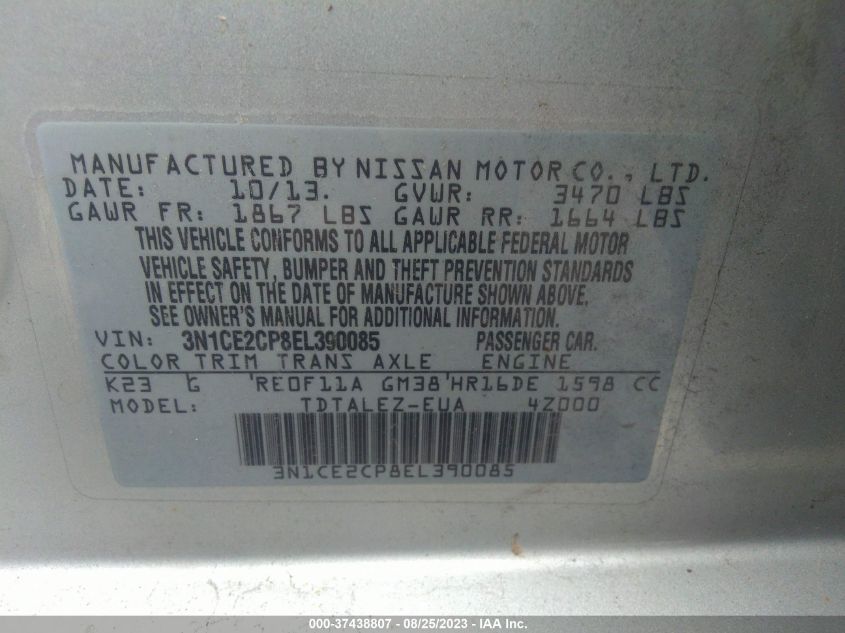 MANUFACTURED BY NISSAN MOTOR CO., LTD.
DATE: 10/13. GVWR: 3470 LBS
GAWR FR: 1867 LBS GAWR RR: 1664 LBS
THIS VEHICLE CONFORMS TO ALL APPLICABLE FEDERAL MOTOR
VEHICLE SAFETY, BUMPER AND THEFT PREVENTION STANDARDS
IN EFFECT ON THE DATE OF MANUFACTURE SHOWN ABOVE.
SEE OWNER'S MANUAL FOR ADDITIONAL INFORMATION.
VIN: 3N1CE2CP8EL390085 PASSENGER CAR.
COLOR TRIM TRANS AXLE ENGINE
K23 G RE0F11A GM38 HR16DE 1598 CC
MODEL: TDTALEZ-EUA 4Z000
3N1CE2CP8EL390085
000-37438807 - 08/25/2023 - IAA Inc.